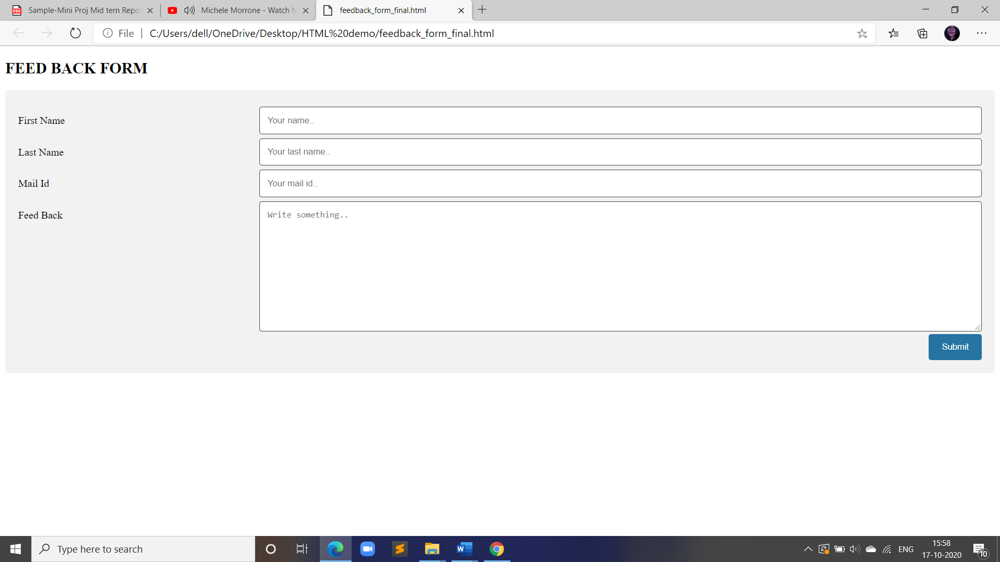 Sample-Mini Proj Mid tern Repo
Michele Morrone - Watch M
feedback_form_final.html
File
C:/Users/dell/OneDrive/Desktop/HTML%20demo/feedback_form_final.html
FEED BACK FORM
First Name
Your name..
Last Name
Your last name..
Mail Id
Your mail id..
Feed Back
Write something..
Submit
Type here to search
ENG
15:58
17-10-2020
10